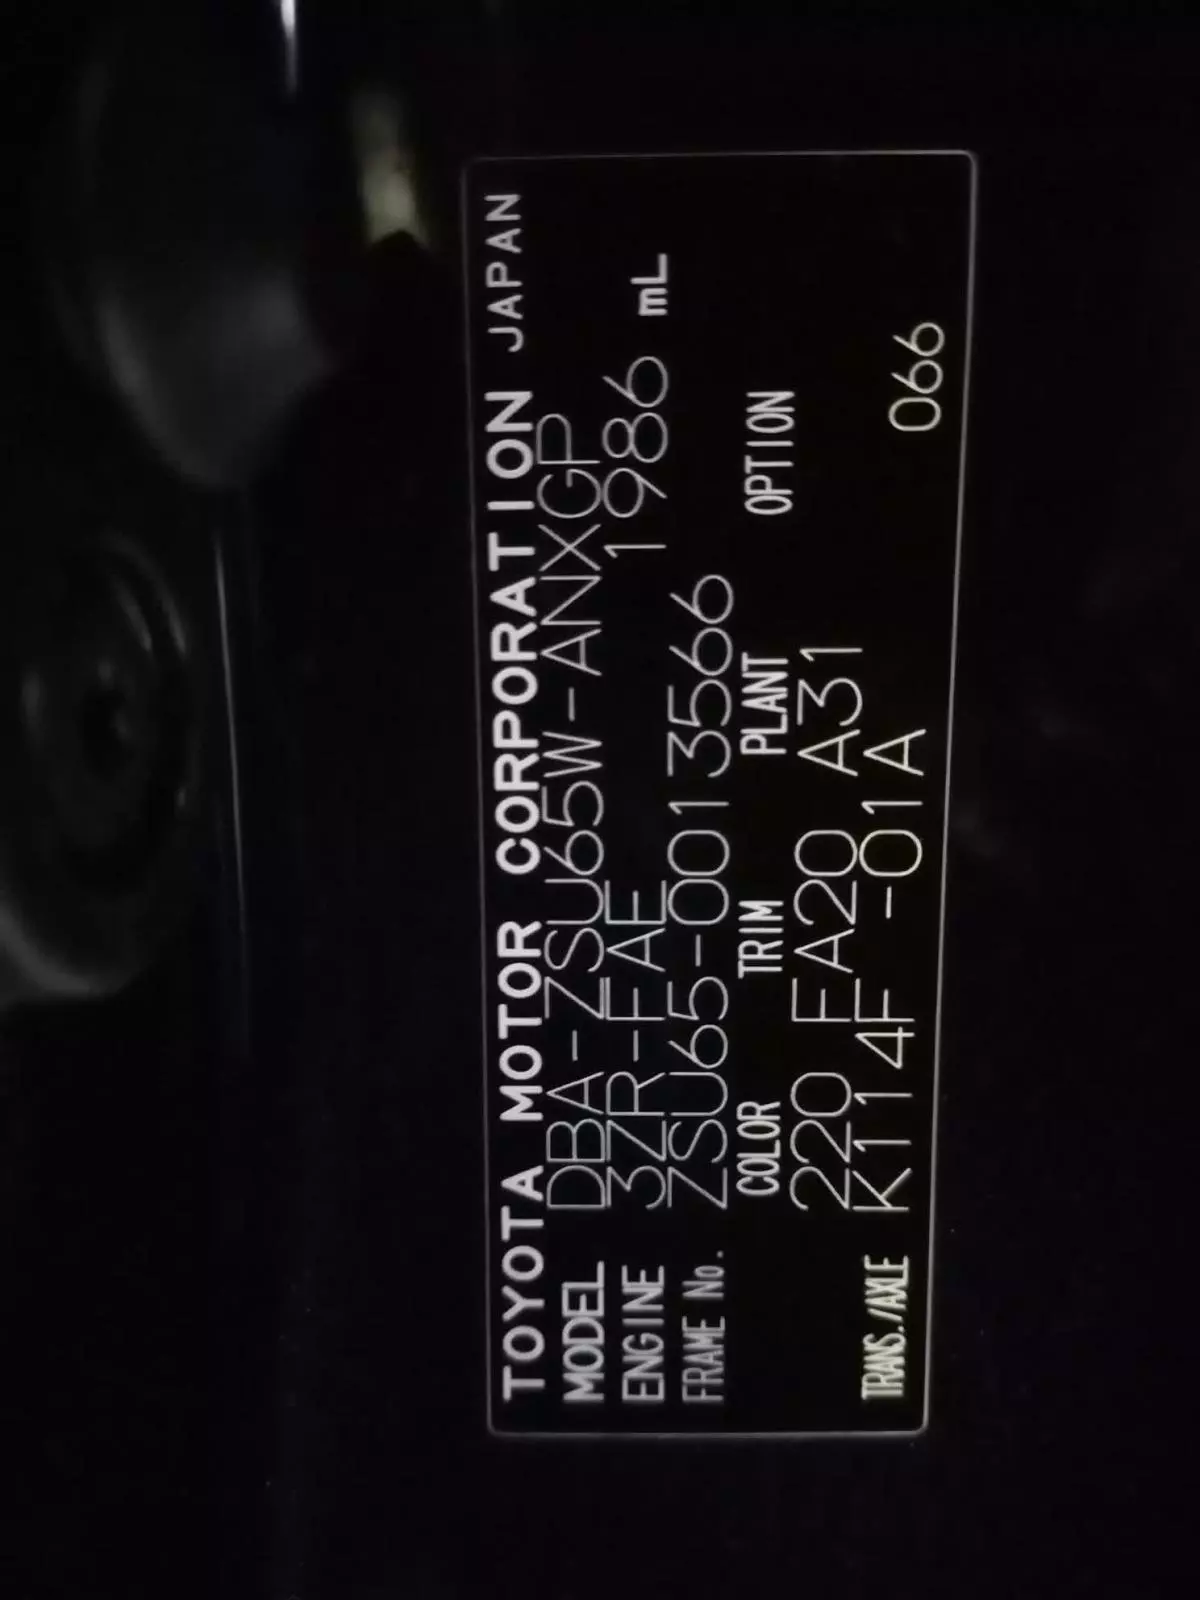 TOYOTA MOTOR CORPORATION JAPAN
MODEL DBA-ZSU65W-ANXGP
ENGINE 3ZR-FAE 1986 mL
FRAME No. ZSU65-0013566
COLOR TRIM PLANT OPTION
220 FA20 A31
TRANS./AXLE K114F -01A 066